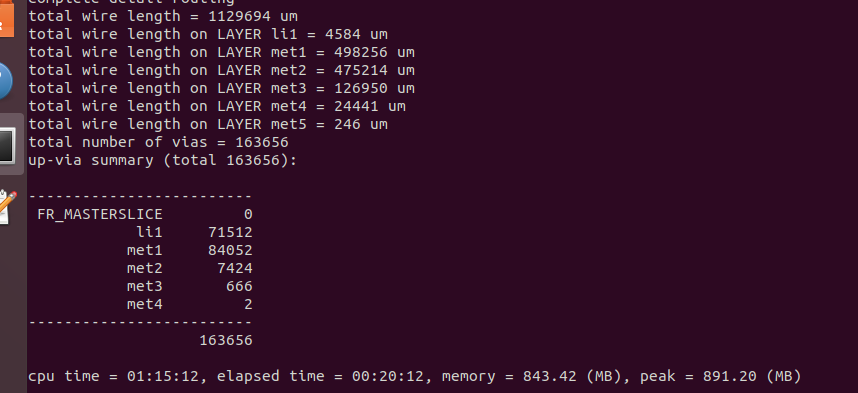 complete detail routing
total wire length = 1129694 um
total wire length on LAYER li1 = 4584 um
total wire length on LAYER met1 = 498256 um
total wire length on LAYER met2 = 475214 um
total wire length on LAYER met3 = 126950 um
total wire length on LAYER met4 = 24441 um
total wire length on LAYER met5 = 246 um
total number of vias = 163656
up-via summary (total 163656):
-------------------------
FR_MASTERSLICE 0
li1 71512
met1 84052
met2 7424
met3 666
met4 2
-------------------------
163656
cpu time = 01:15:12, elapsed time = 00:20:12, memory = 843.42 (MB), peak = 891.20 (MB)